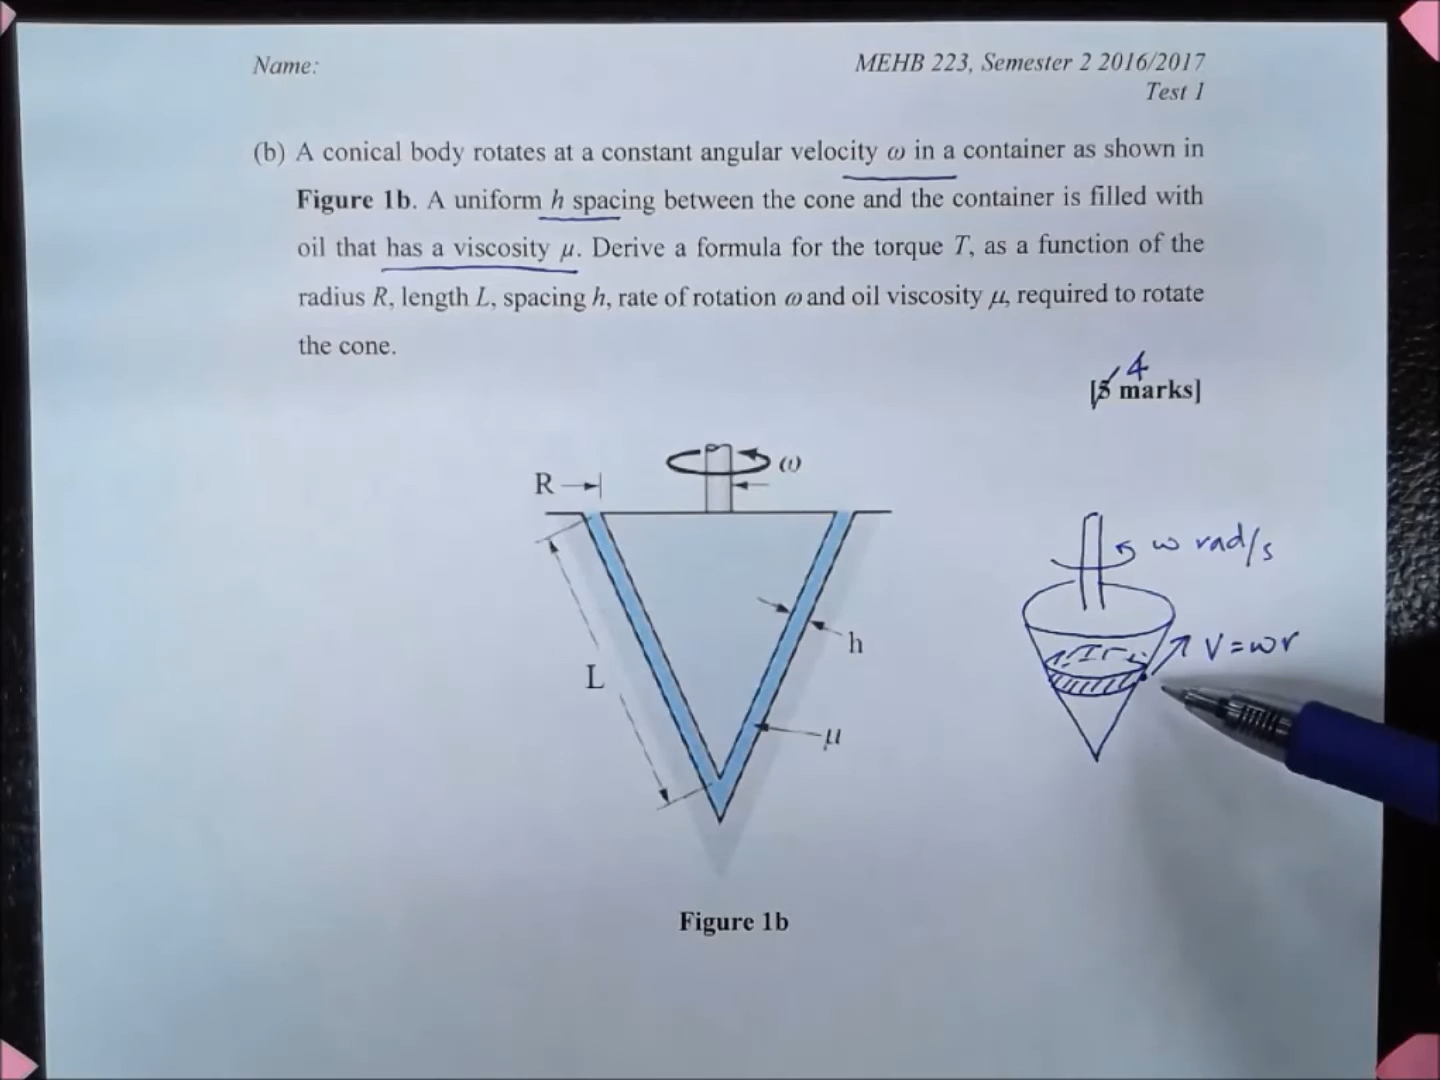 Name:
MEHB 223, Semester 2 2016/2017
Test 1
(b) A conical body rotates at a constant angular velocity ω in a container as shown in
Figure 1b. A uniform h spacing between the cone and the container is filled with
oil that has a viscosity μ. Derive a formula for the torque T, as a function of the
radius R, length L, spacing h, rate of rotation ω and oil viscosity μ, required to rotate
the cone.
4
[5 marks]
R
ω
ω rad/s
h
V = ωr
r
L
μ
Figure 1b